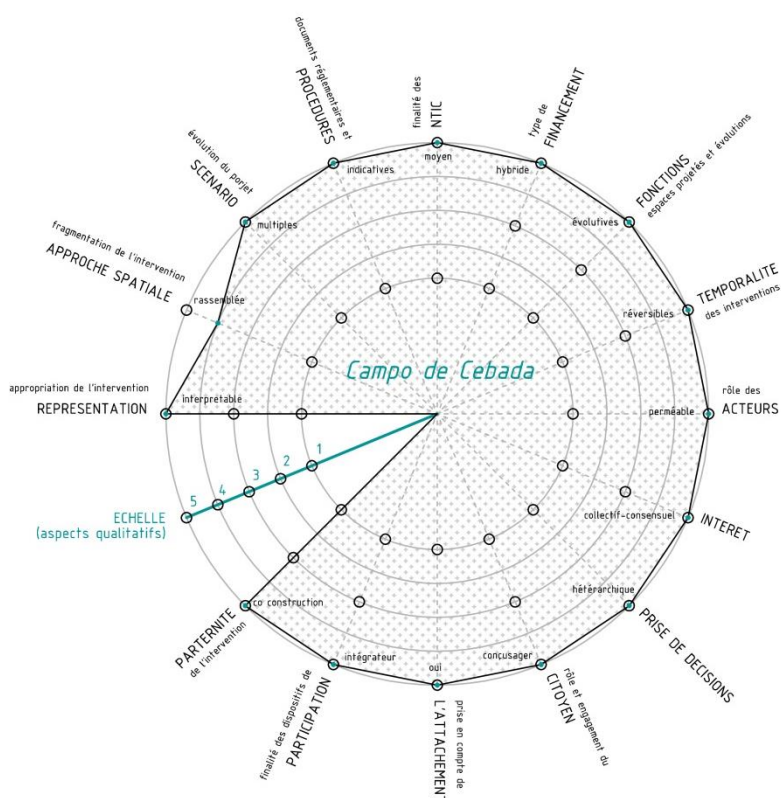 finalité des
NTIC
moyen
type de
FINANCEMENT
hybride
FONCTIONS
espaces projetés et évolutions
évolutives
TEMPORALITE
des interventions
réversibles
rôle des
ACTEURS
perméable
INTERET
collectif-consensuel
PRISE DE DECISIONS
hétérarchique
rôle et engagement du
CITOYEN
conçusager
prise en compte de
L'ATTACHEMENT
oui
finalité des dispositifs de
PARTICIPATION
intégrateur
PARTERNITE
de l'intervention
co construction
ECHELLE
(aspects qualitatifs)
5 4 3 2 1
appropriation de l'intervention
REPRESENTATION
interprétable
fragmentation de l'intervention
APPROCHE SPATIALE
rassemblée
évolution du porjet
SCENARIO
multiples
documents réglementaires et
PROCEDURES
indicatives
Campo de Cebada